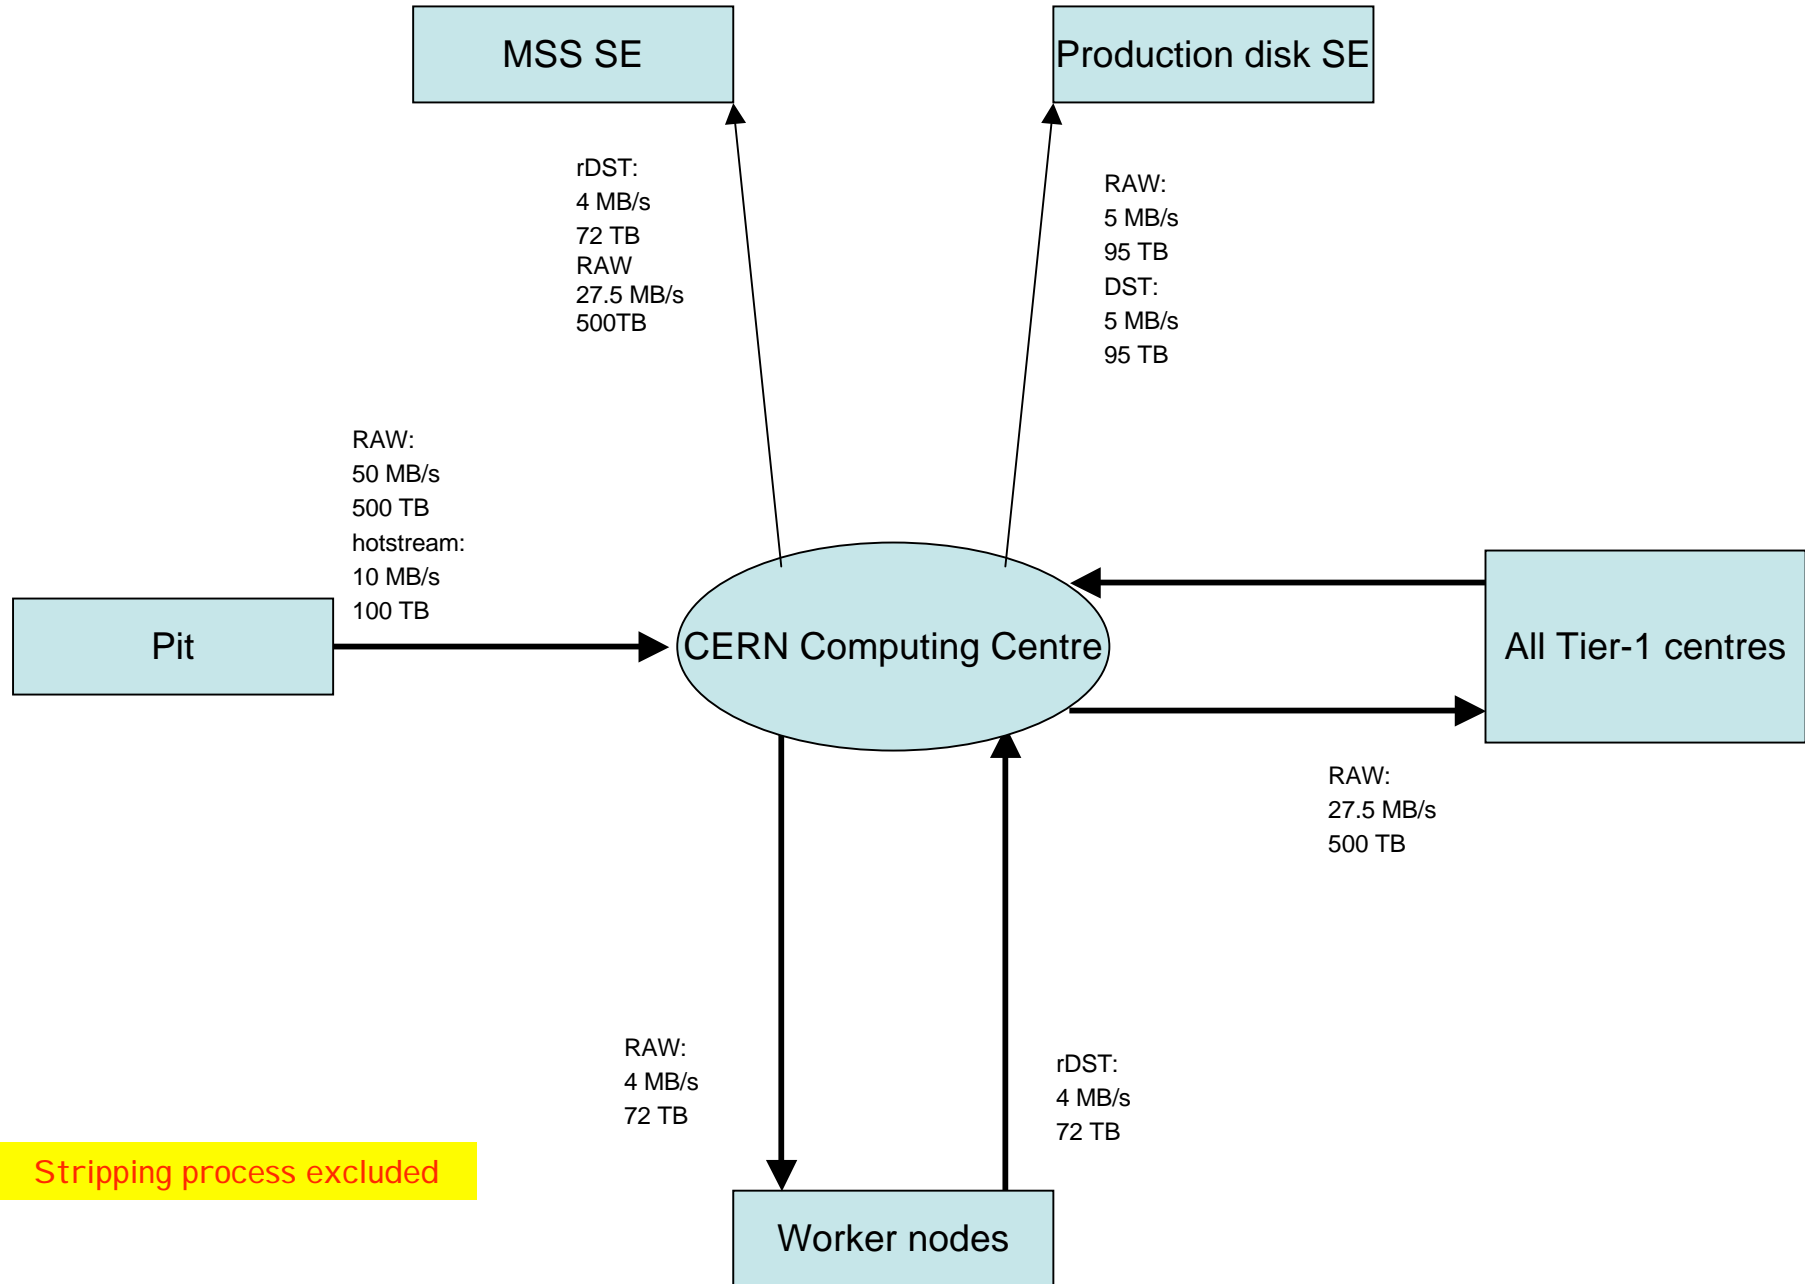 MSS SE
Production disk SE
rDST:
4 MB/s
72 TB
RAW
27.5 MB/s
500TB
RAW:
5 MB/s
95 TB
DST:
5 MB/s
95 TB
RAW:
50 MB/s
500 TB
hotstream:
10 MB/s
100 TB
Pit
CERN Computing Centre
All Tier-1 centres
RAW:
27.5 MB/s
500 TB
RAW:
4 MB/s
72 TB
rDST:
4 MB/s
72 TB
Stripping process excluded
Worker nodes